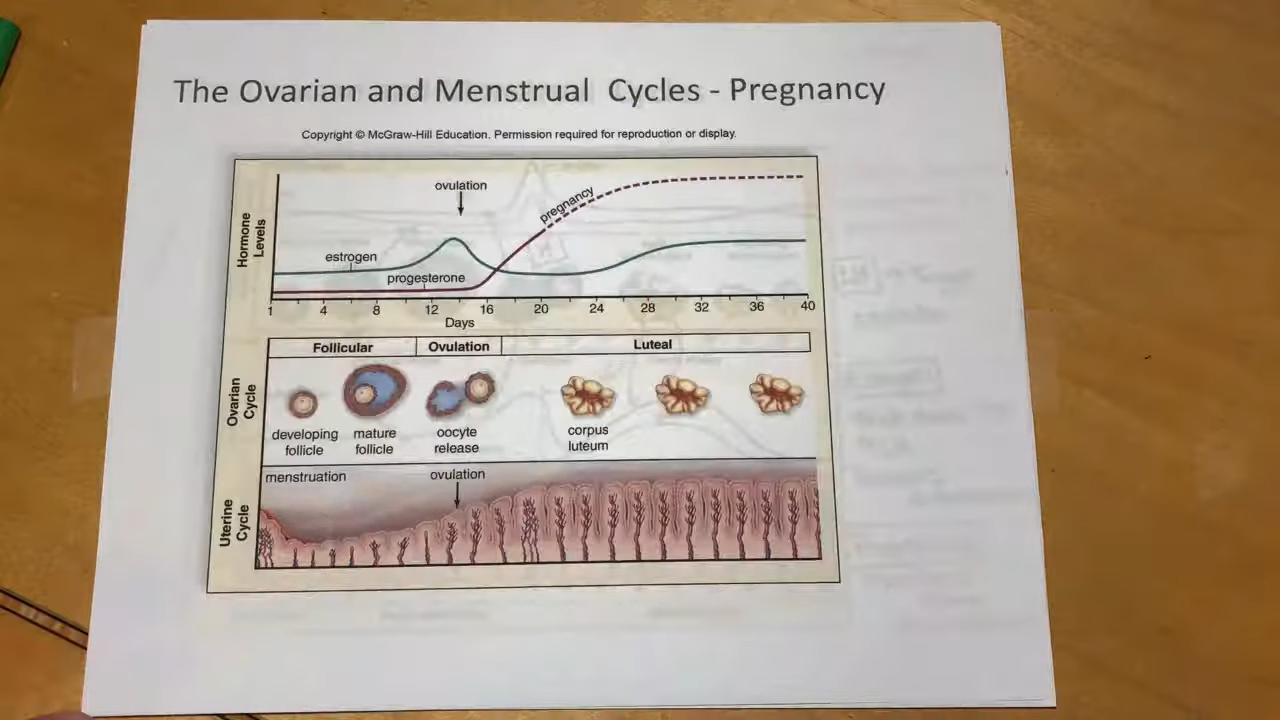 The Ovarian and Menstrual Cycles - Pregnancy
Copyright © McGraw-Hill Education. Permission required for reproduction or display.
Hormone
Levels
ovulation
pregnancy
estrogen
progesterone
1 4 8 12 16 20 24 28 32 36 40
Days
Ovarian
Cycle
Follicular Ovulation Luteal
developing
follicle
mature
follicle
oocyte
release
corpus
luteum
Uterine
Cycle
menstruation
ovulation